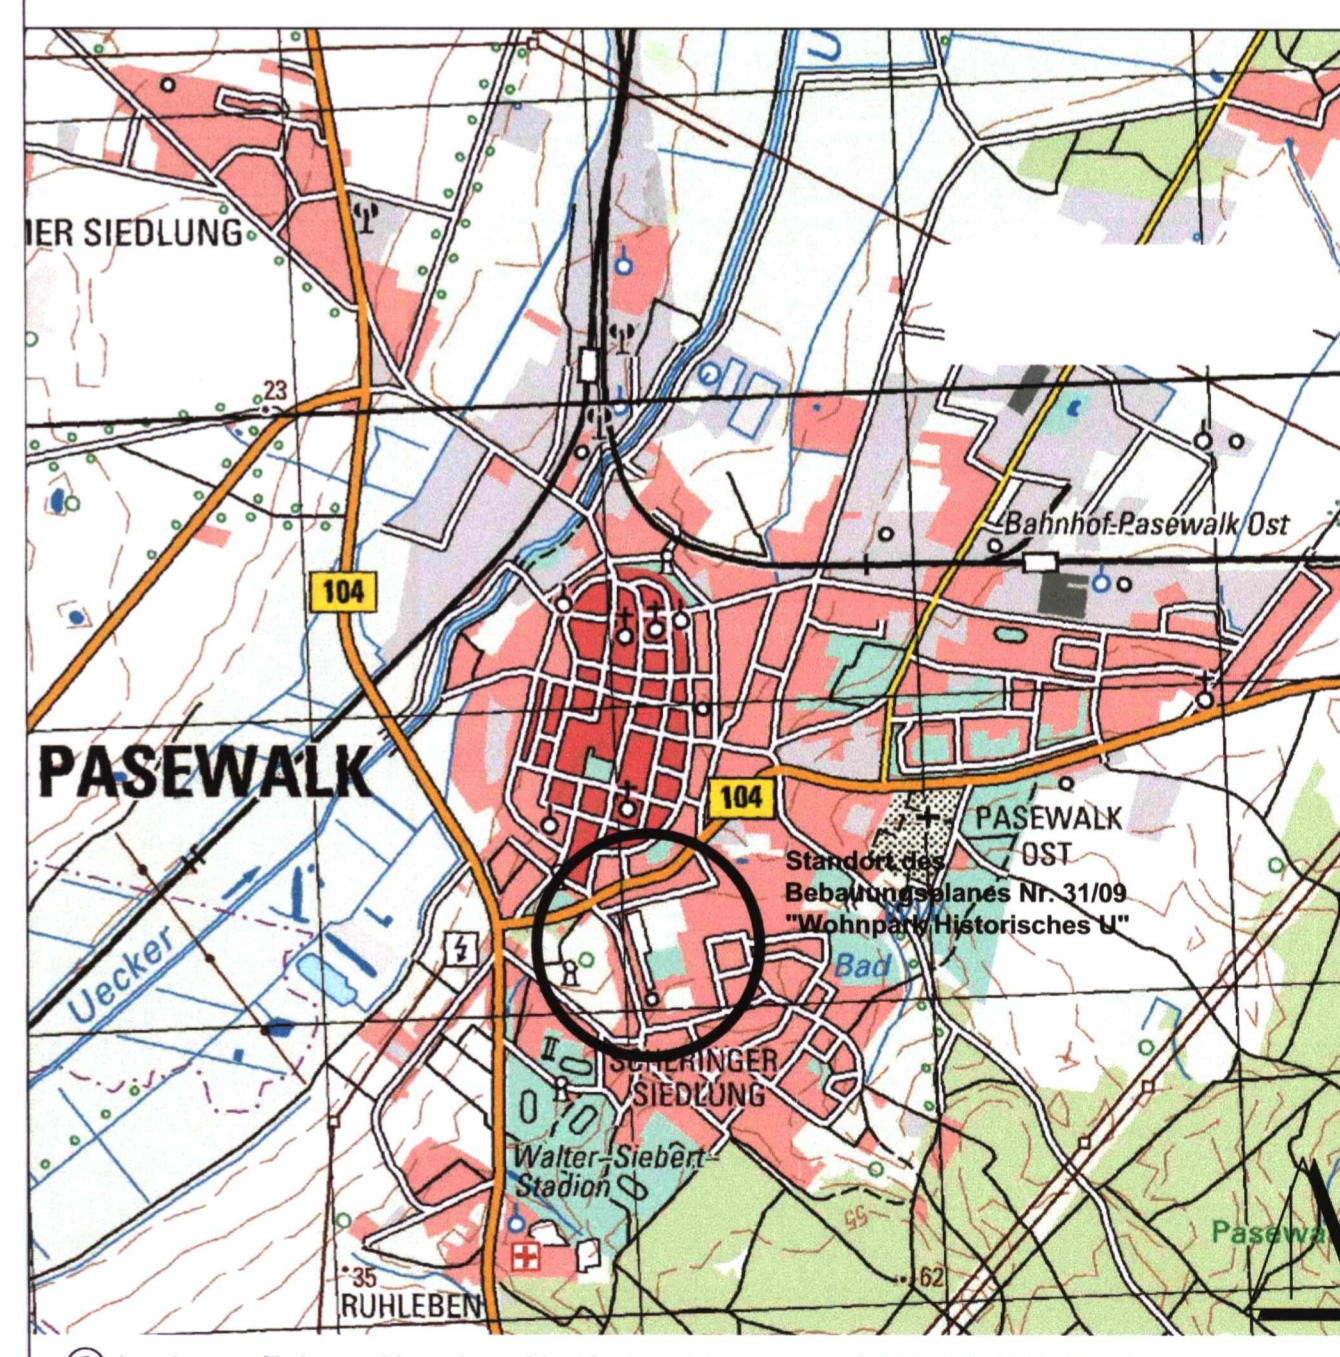 IER SIEDLUNG
23
Bahnhof-Pasewalk Ost
104
PASEWALK
104
PASEWALK
OST
Standort des
Bebauungsplanes Nr. 31/09
"Wohnpark Historisches U"
Uecker
Bad
SCHERINGER
SIEDLUNG
Walter-Siebert-
Stadion
55
Pasewa
35
62
RUHLEBEN